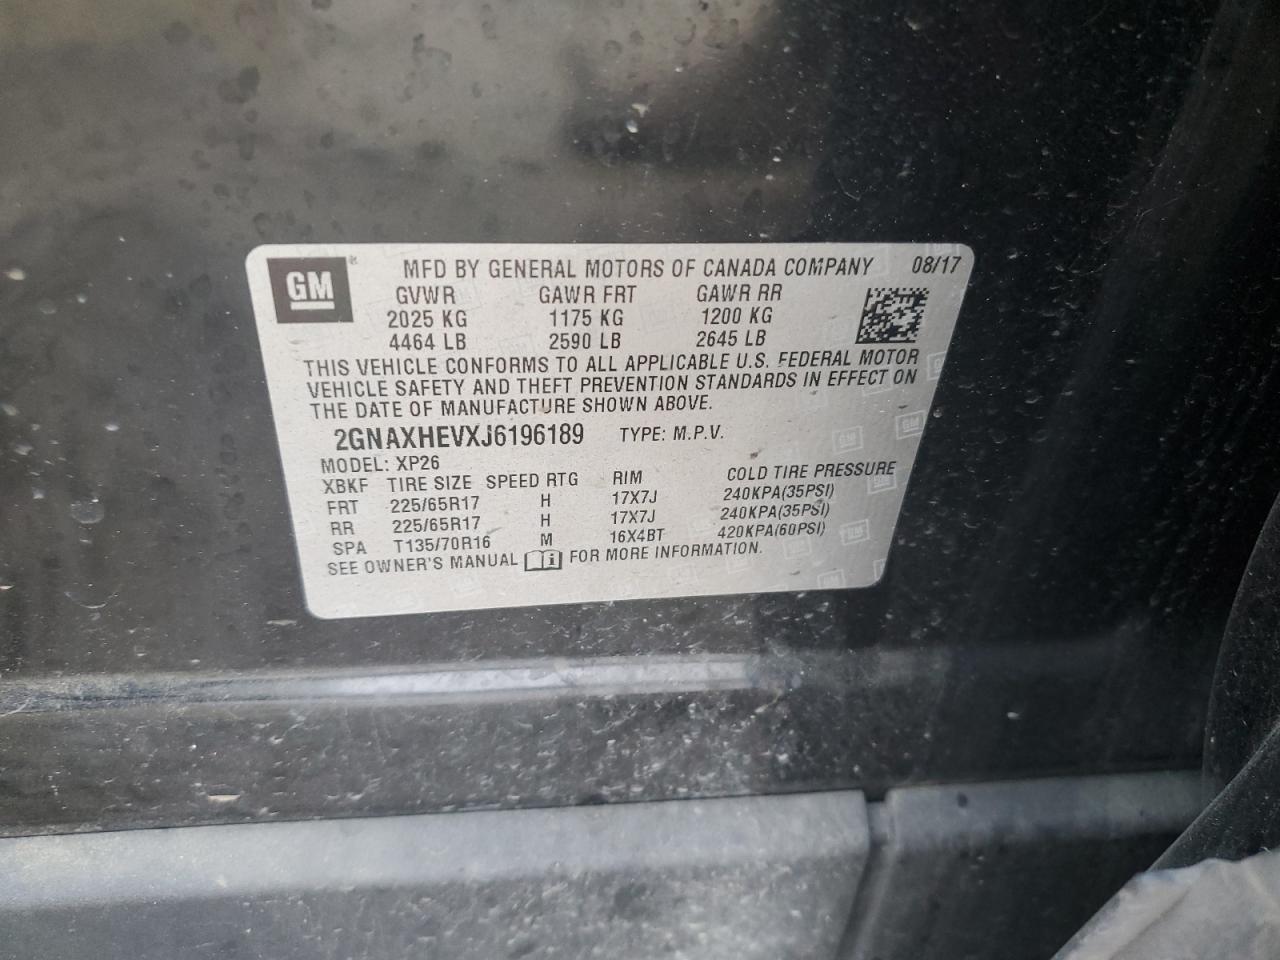 GM ®
MFD BY GENERAL MOTORS OF CANADA COMPANY 08/17
GVWR GAWR FRT GAWR RR
2025 KG 1175 KG 1200 KG
4464 LB 2590 LB 2645 LB
THIS VEHICLE CONFORMS TO ALL APPLICABLE U.S. FEDERAL MOTOR
VEHICLE SAFETY AND THEFT PREVENTION STANDARDS IN EFFECT ON
THE DATE OF MANUFACTURE SHOWN ABOVE.
2GNAXHEVXJ6196189 TYPE: M.P.V.
MODEL: XP26
XBKF TIRE SIZE SPEED RTG RIM COLD TIRE PRESSURE
FRT 225/65R17 H 17X7J 240KPA(35PSI)
RR 225/65R17 H 17X7J 240KPA(35PSI)
SPA T135/70R16 M 16X4BT 420KPA(60PSI)
SEE OWNER'S MANUAL i FOR MORE INFORMATION.